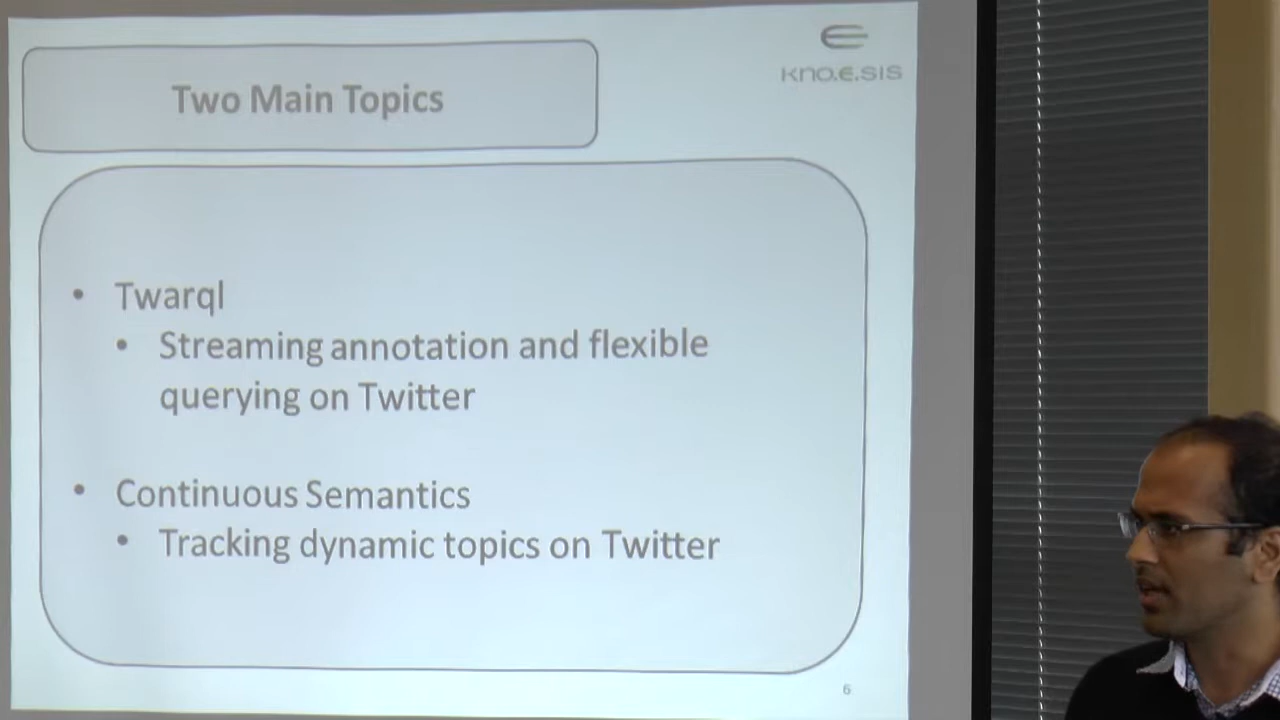 kno.e.sis
Two Main Topics
• Twarql
• Streaming annotation and flexible
querying on Twitter
• Continuous Semantics
• Tracking dynamic topics on Twitter
6